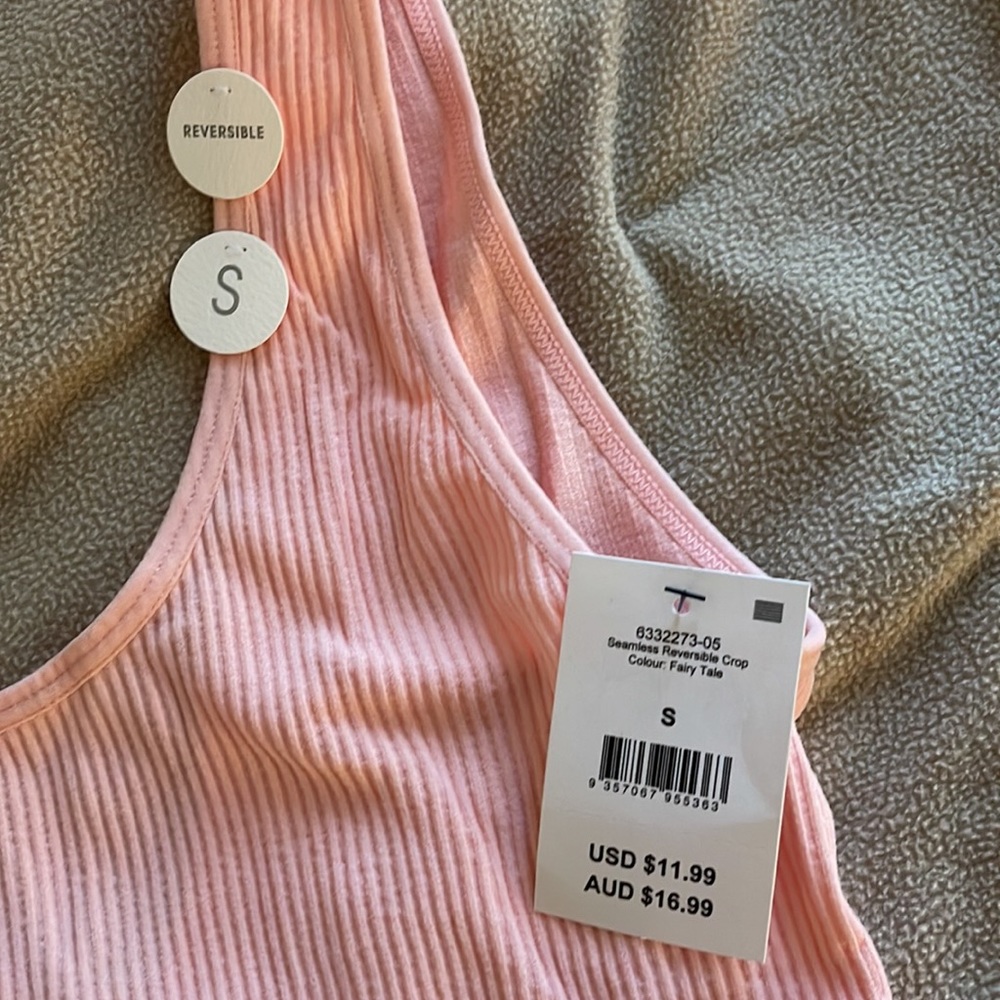 REVERSIBLE
S
6332273-05
Seamless Reversible Crop
Colour: Fairy Tale
S
9 357067 955363
USD $11.99
AUD $16.99